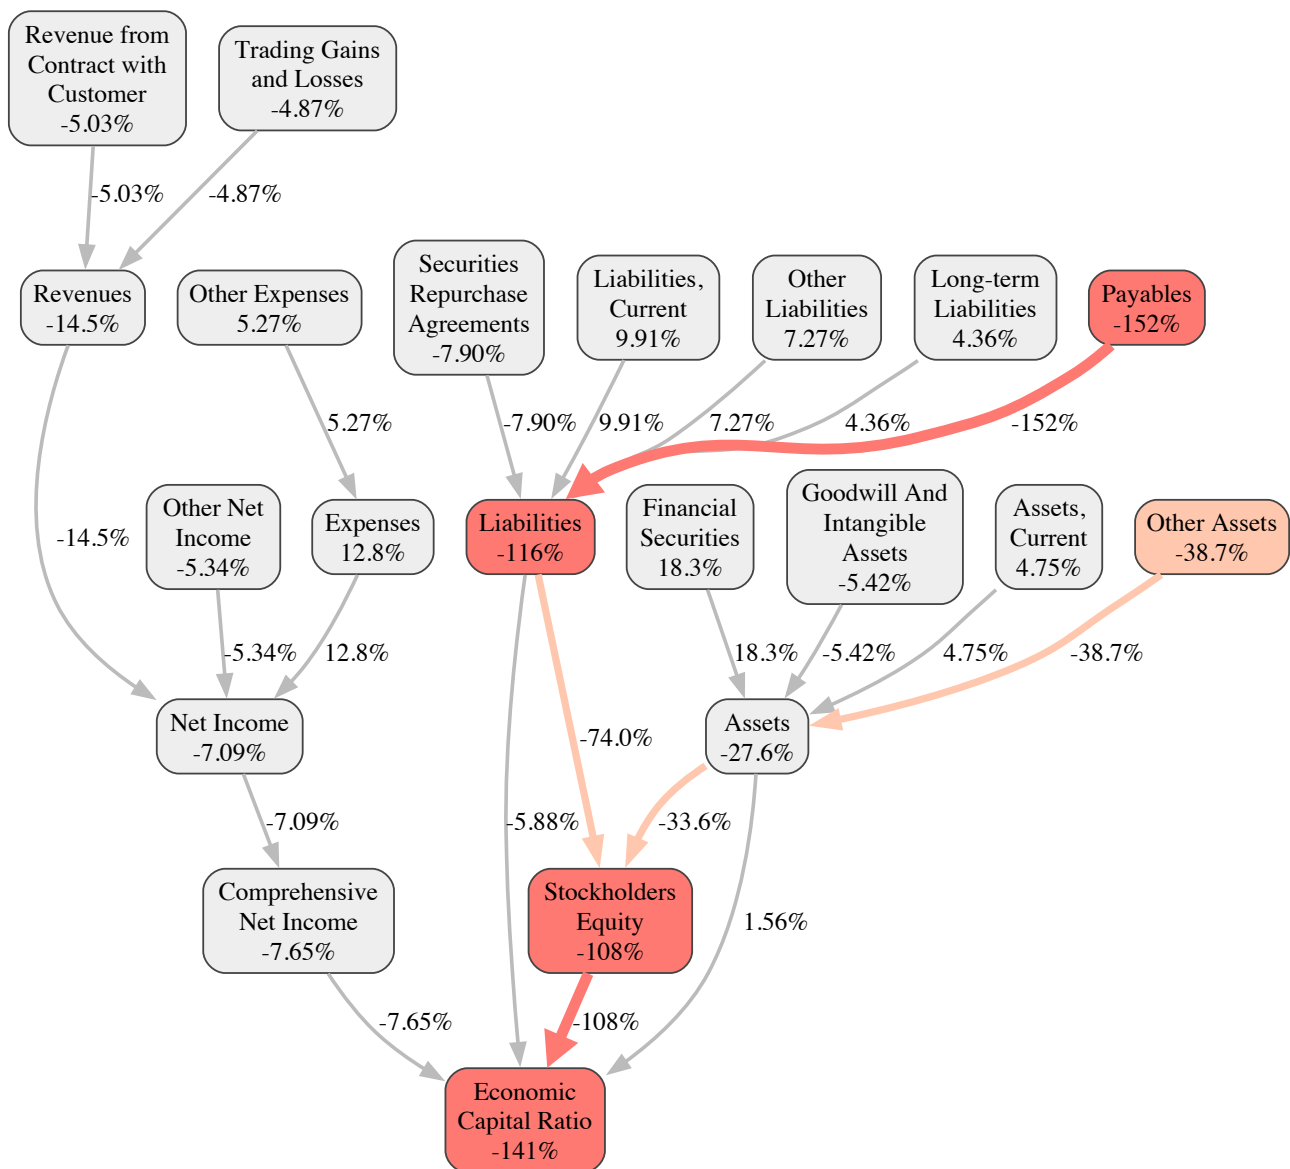 Revenue from
Contract with
Customer
-5.03%
Trading Gains
and Losses
-4.87%
-5.03%
-4.87%
Revenues
-14.5%
Other Expenses
5.27%
Securities
Repurchase
Agreements
-7.90%
Liabilities,
Current
9.91%
Other
Liabilities
7.27%
Long-term
Liabilities
4.36%
Payables
-152%
5.27%
-7.90%
9.91%
7.27%
4.36%
-152%
-14.5%
Other Net
Income
-5.34%
Expenses
12.8%
Liabilities
-116%
Financial
Securities
18.3%
Goodwill And
Intangible
Assets
-5.42%
Assets,
Current
4.75%
Other Assets
-38.7%
-5.34%
12.8%
18.3%
-5.42%
4.75%
-38.7%
Net Income
-7.09%
-74.0%
Assets
-27.6%
-7.09%
-5.88%
-33.6%
Comprehensive
Net Income
-7.65%
Stockholders
Equity
-108%
1.56%
-7.65%
-108%
Economic
Capital Ratio
-141%